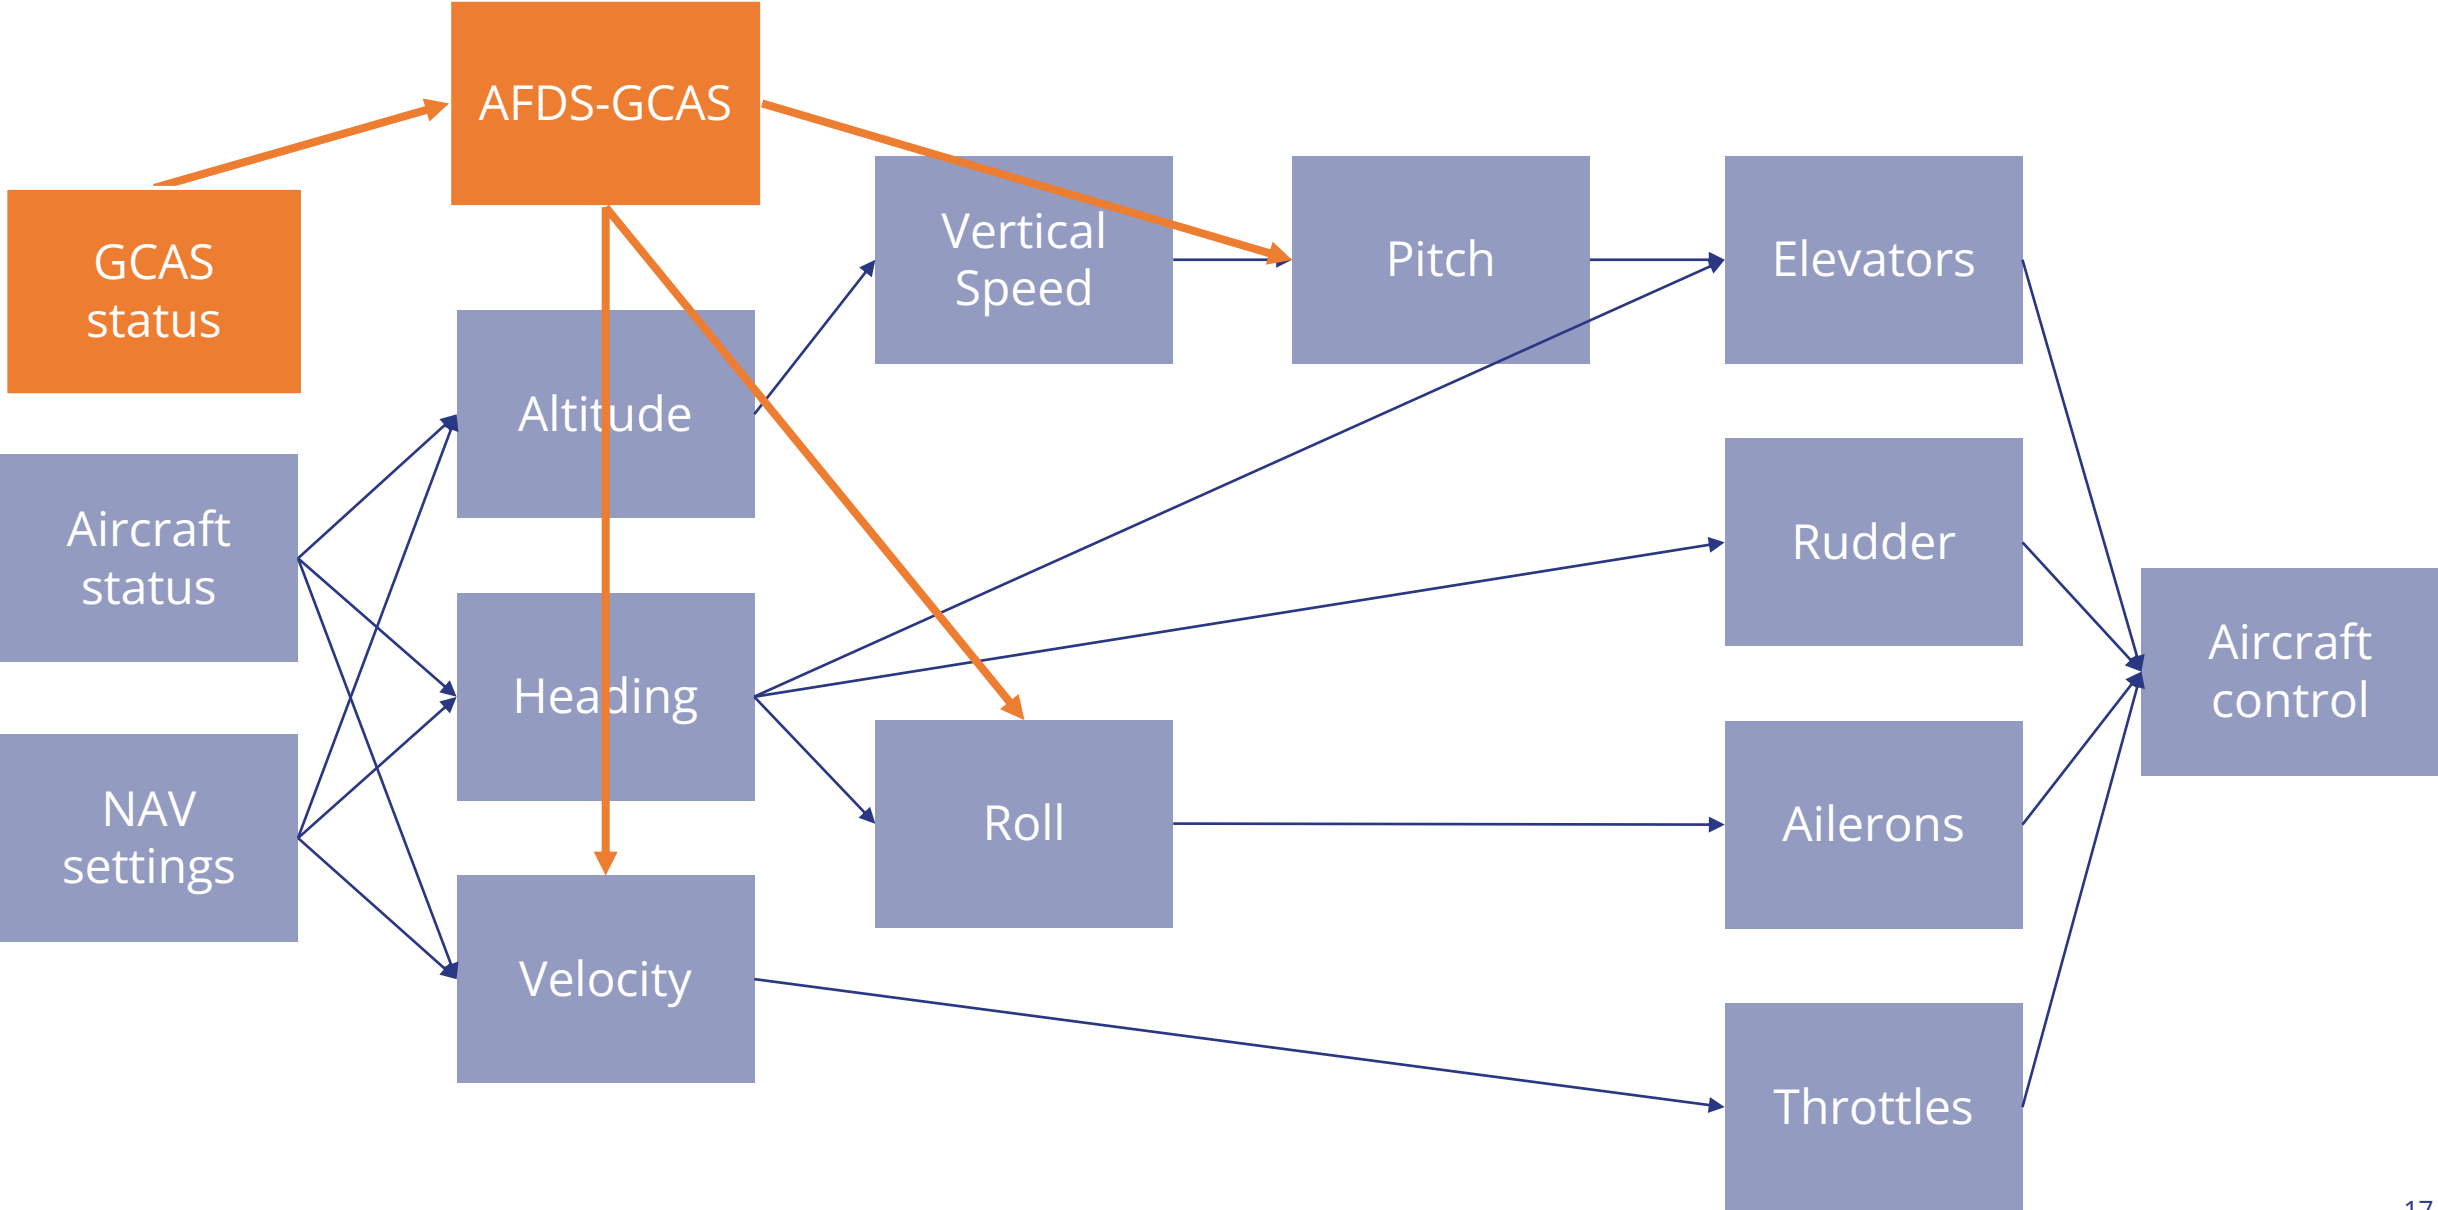 AFDS-GCAS
GCAS
status
Vertical
Speed
Pitch
Elevators
Altitude
Aircraft
status
Rudder
Heading
Aircraft
control
NAV
settings
Roll
Ailerons
Velocity
Throttles
17